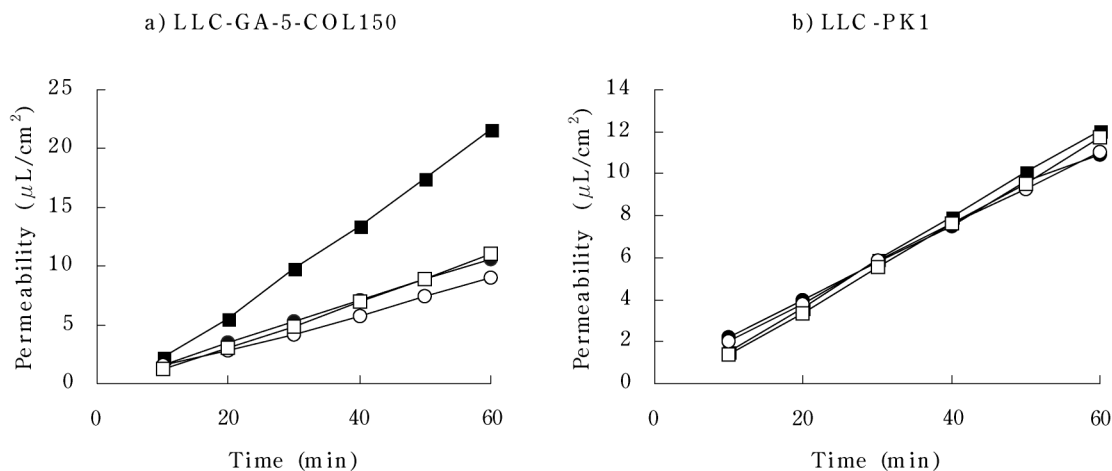 a) LLC-GA-5-COL150
Permeability (μL/cm²)
25
20
15
10
5
0
0 20 40 60
Time (min)
b) LLC-PK1
Permeability (μL/cm²)
14
12
10
8
6
4
2
0
0 20 40 60
Time (min)